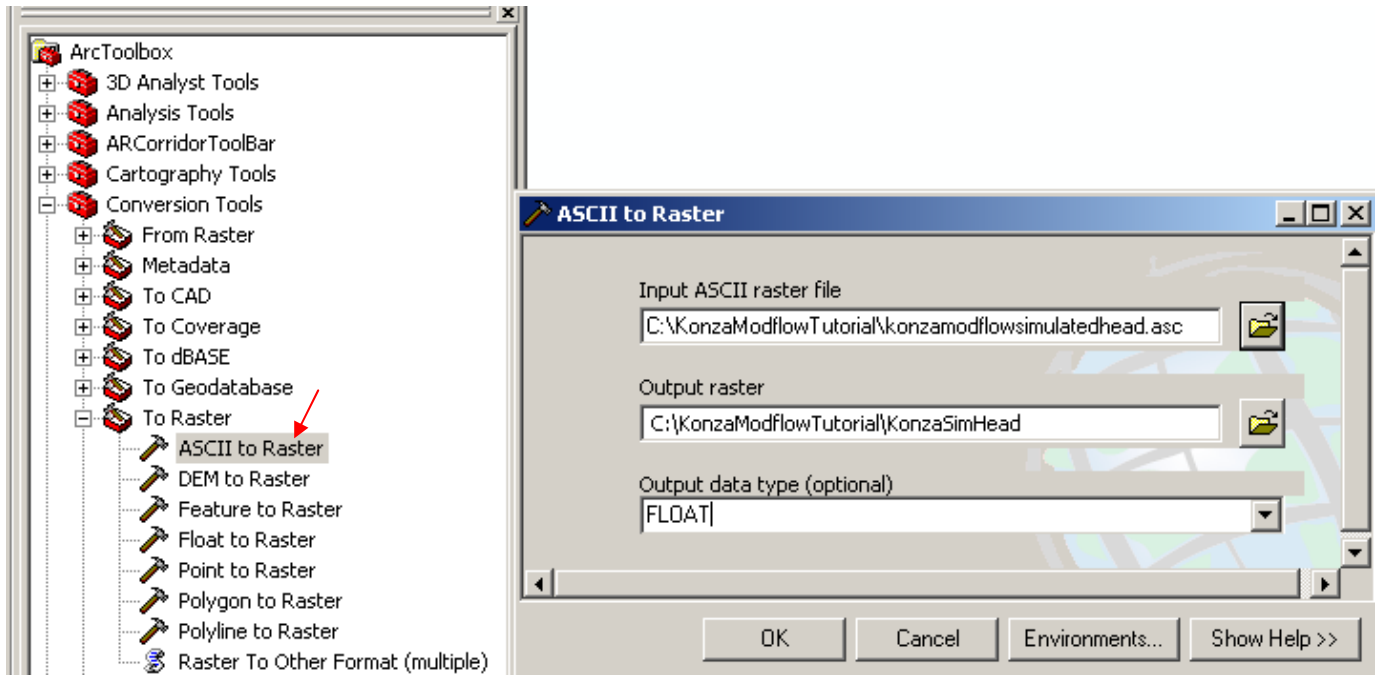 ArcToolbox
3D Analyst Tools
Analysis Tools
ARCorridorToolBar
Cartography Tools
Conversion Tools
From Raster
Metadata
To CAD
To Coverage
To dBASE
To Geodatabase
To Raster
ASCII to Raster
DEM to Raster
Feature to Raster
Float to Raster
Point to Raster
Polygon to Raster
Polyline to Raster
Raster To Other Format (multiple)
ASCII to Raster
Input ASCII raster file
C:\KonzaModflowTutorial\konzamodflowsimulatedhead.asc
Output raster
C:\KonzaModflowTutorial\KonzaSimHead
Output data type (optional)
FLOAT
OK Cancel Environments... Show Help >>